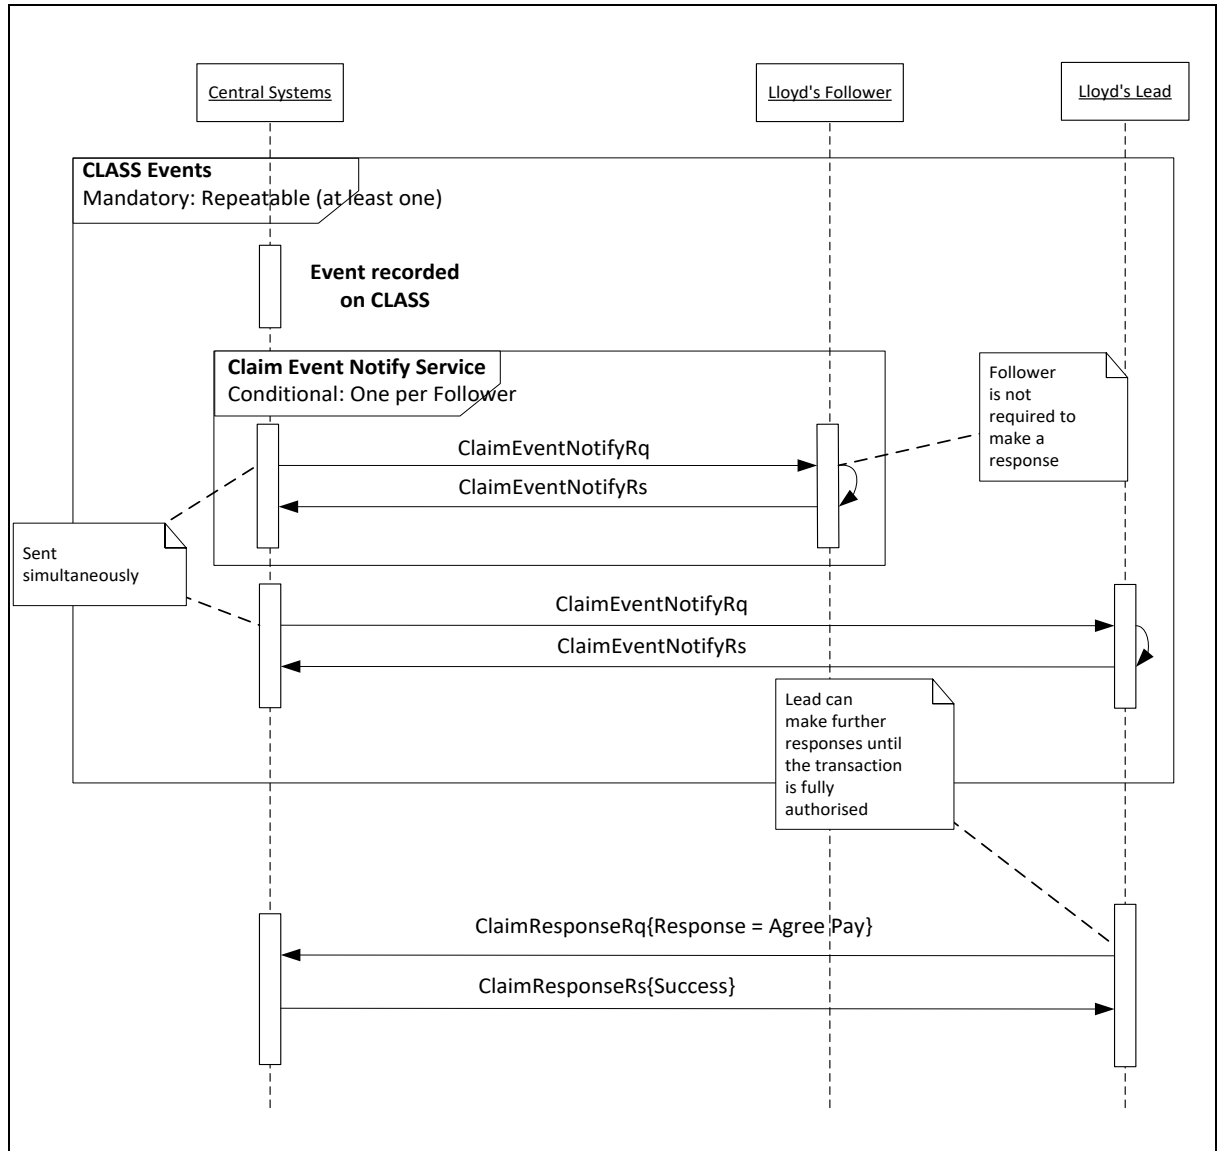 Central Systems
Lloyd's Follower
Lloyd's Lead
CLASS Events
Mandatory: Repeatable (at least one)
Event recorded
on CLASS
Claim Event Notify Service
Conditional: One per Follower
Follower
is not
required to
make a
response
ClaimEventNotifyRq
ClaimEventNotifyRs
Sent
simultaneously
ClaimEventNotifyRq
ClaimEventNotifyRs
Lead can
make further
responses until
the transaction
is fully
authorised
ClaimResponseRq{Response = Agree Pay}
ClaimResponseRs{Success}